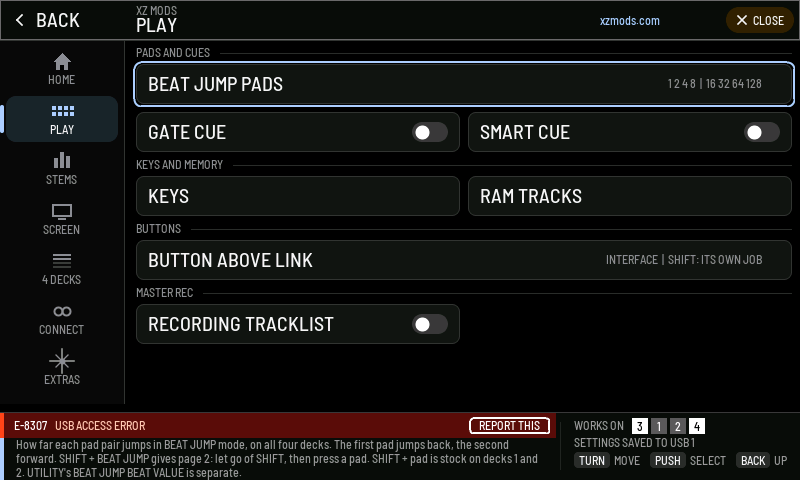 BACK
XZ MODS
PLAY
xzmods.com
CLOSE
HOME
PLAY
STEMS
SCREEN
4 DECKS
CONNECT
EXTRAS
PADS AND CUES
BEAT JUMP PADS
1 2 4 8 | 16 32 64 128
GATE CUE
SMART CUE
KEYS AND MEMORY
KEYS
RAM TRACKS
BUTTONS
BUTTON ABOVE LINK
INTERFACE | SHIFT: ITS OWN JOB
MASTER REC
RECORDING TRACKLIST
E-8307 USB ACCESS ERROR
REPORT THIS
How far each pad pair jumps in BEAT JUMP mode, on all four decks. The first pad jumps back, the second
forward. SHIFT + BEAT JUMP gives page 2: let go of SHIFT, then press a pad. SHIFT + pad is stock on decks 1 and
2. UTILITY's BEAT JUMP BEAT VALUE is separate.
WORKS ON 3 1 2 4
SETTINGS SAVED TO USB 1
TURN MOVE PUSH SELECT BACK UP